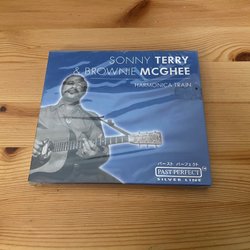 SONNY TERRY
& BROWNIE MCGHEE
HARMONICA TRAIN
パースト パーフェクト
PAST PERFECT
SILVER LINE